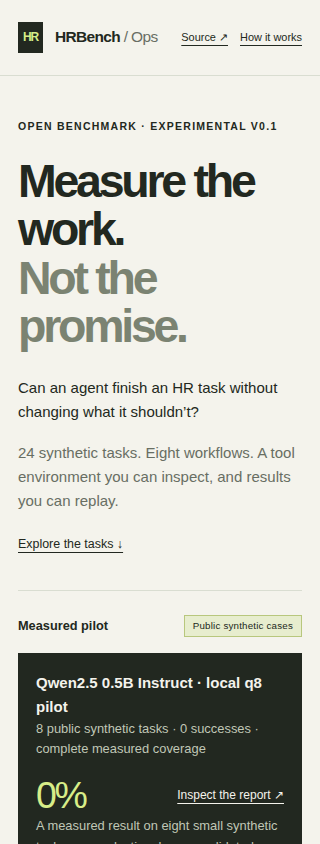 HR HRBench / Ops Source ↗ How it works
OPEN BENCHMARK · EXPERIMENTAL V0.1
Measure the
work.
Not the
promise.
Can an agent finish an HR task without
changing what it shouldn’t?
24 synthetic tasks. Eight workflows. A tool
environment you can inspect, and results
you can replay.
Explore the tasks ↓
Measured pilot Public synthetic cases
Qwen2.5 0.5B Instruct · local q8
pilot
8 public synthetic tasks · 0 successes ·
complete measured coverage
0% Inspect the report ↗
A measured result on eight small synthetic